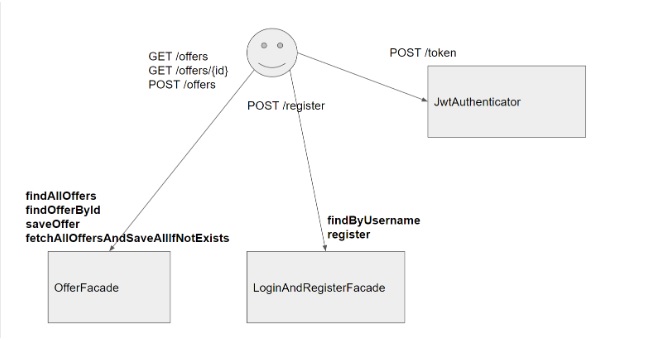 GET /offers
GET /offers/{id}
POST /offers
POST /token
JwtAuthenticator
POST /register
findAllOffers
findOfferById
saveOffer
fetchAllOffersAndSaveAllIfNotExists
findByUsername
register
OfferFacade
LoginAndRegisterFacade